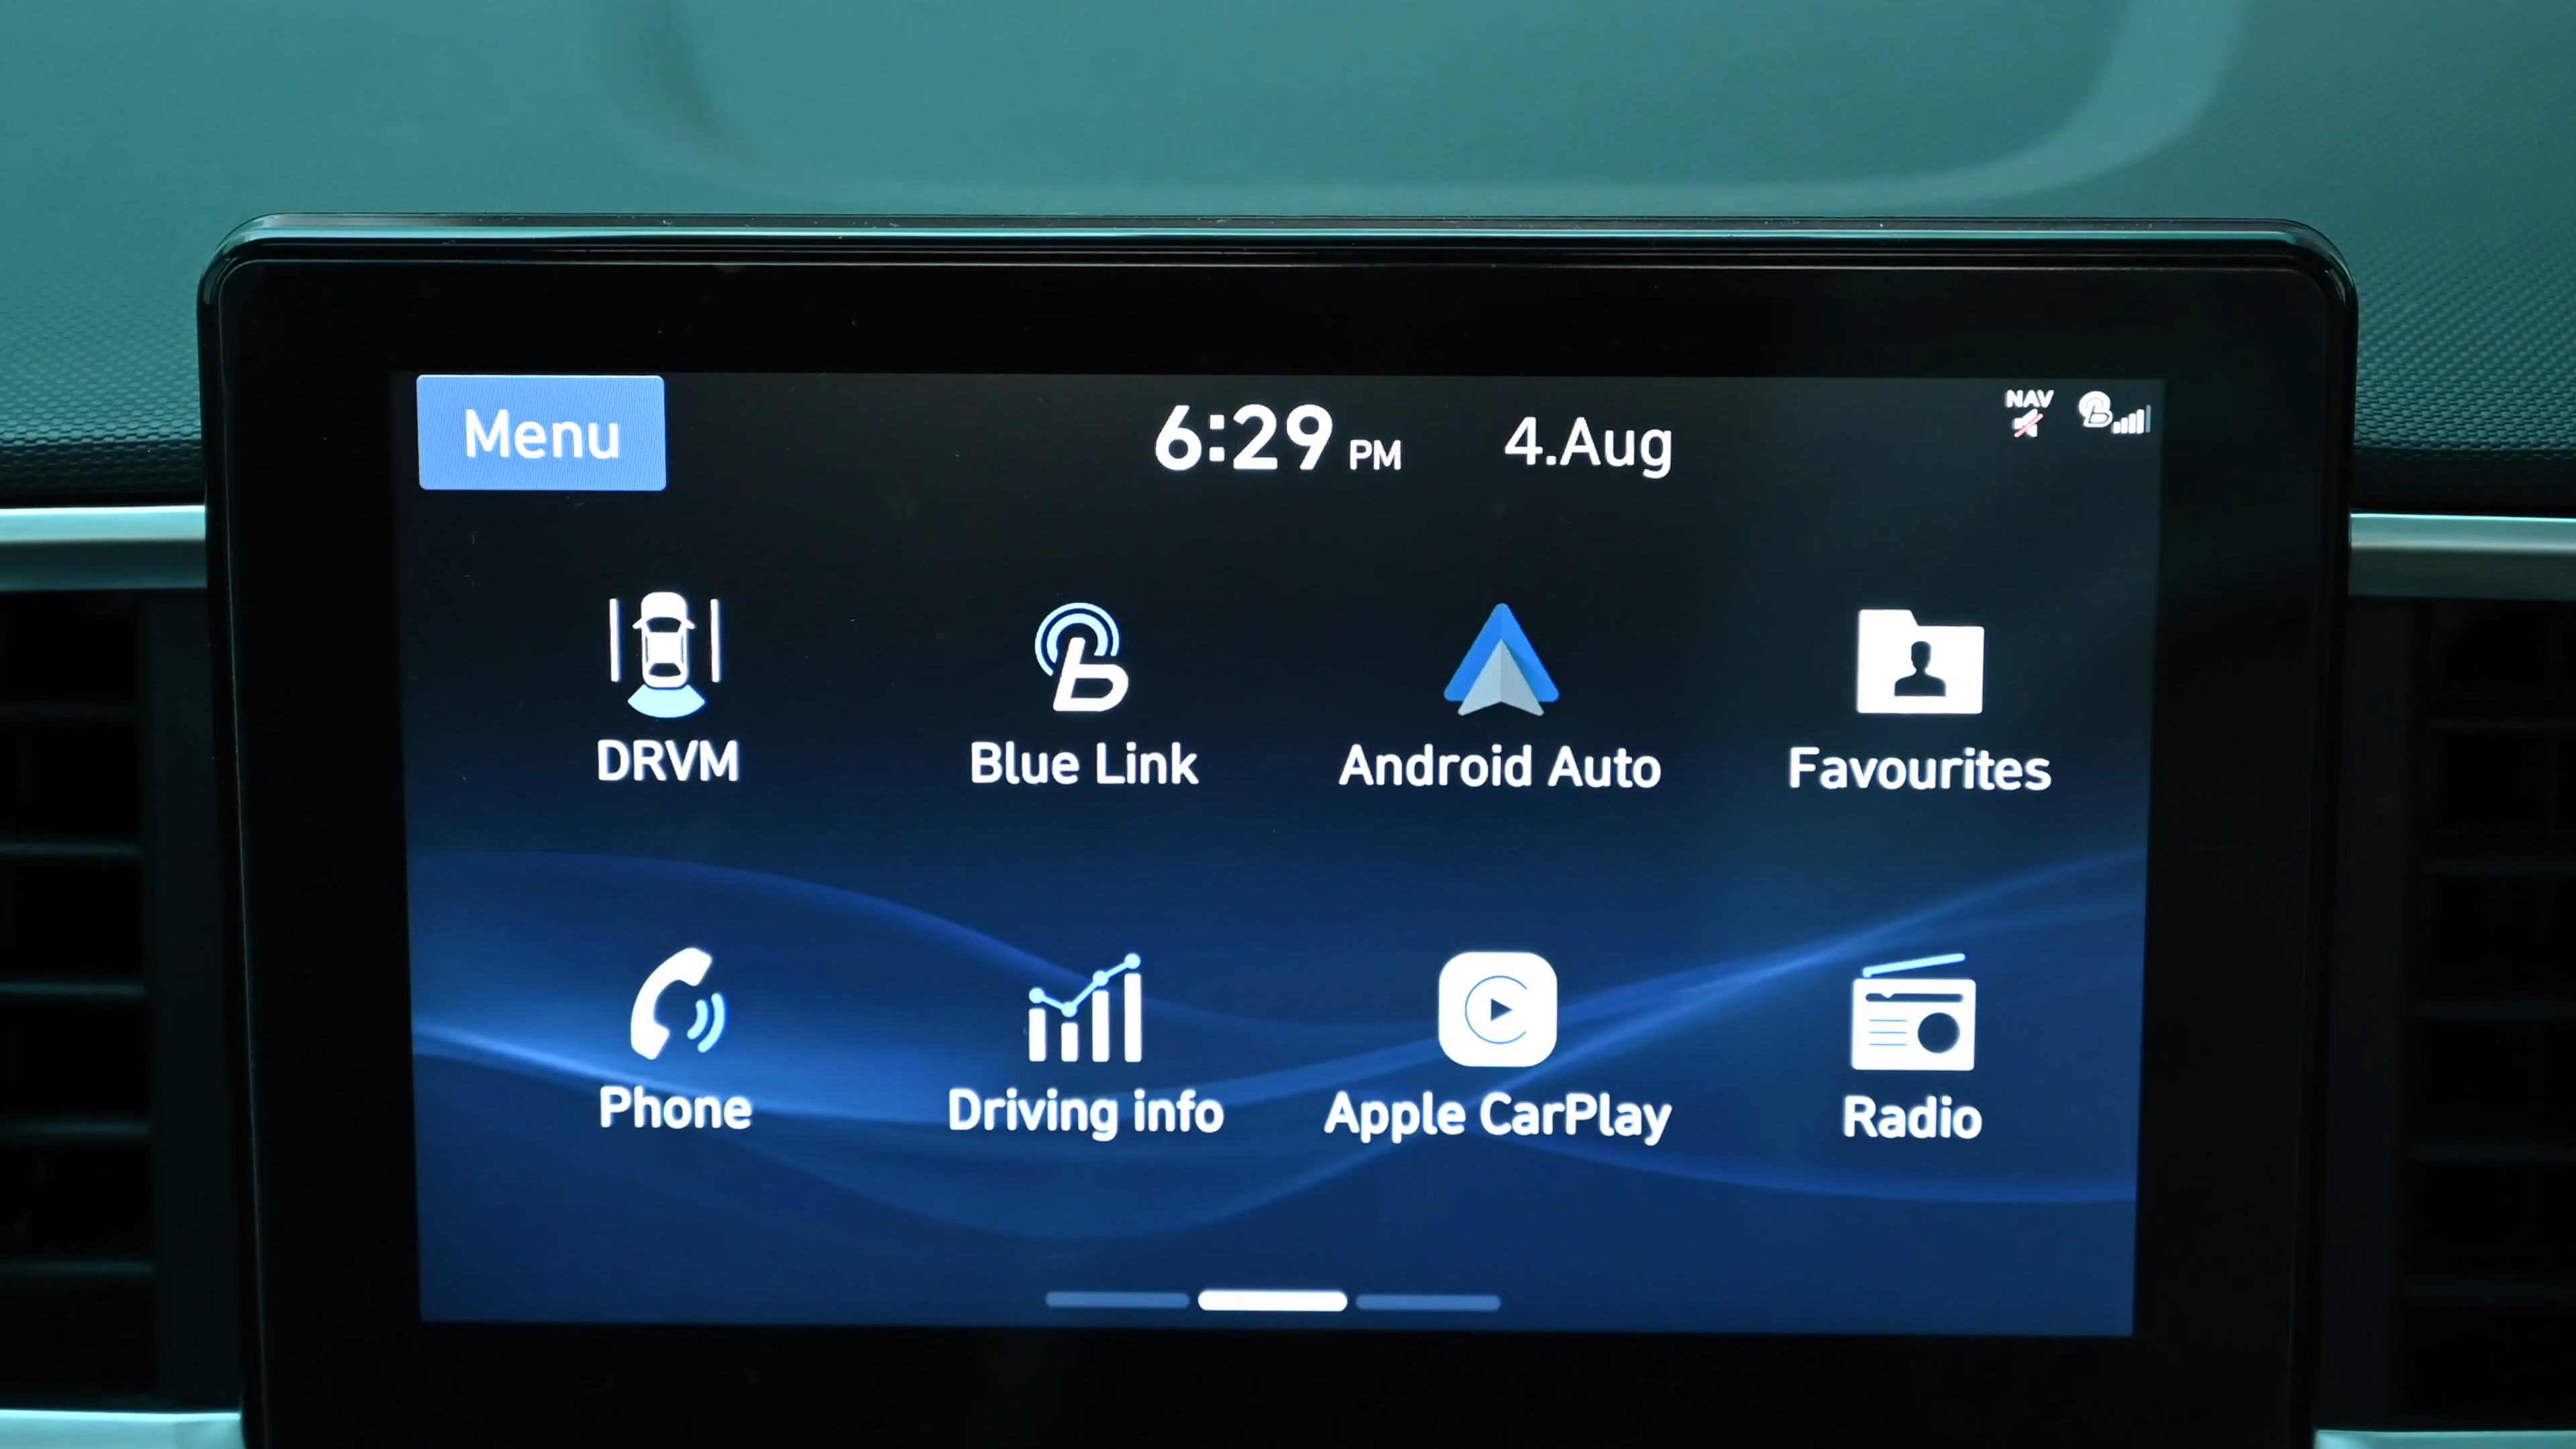 Menu 6:29 PM 4.Aug NAV
DRVM Blue Link Android Auto Favourites
Phone Driving info Apple CarPlay Radio